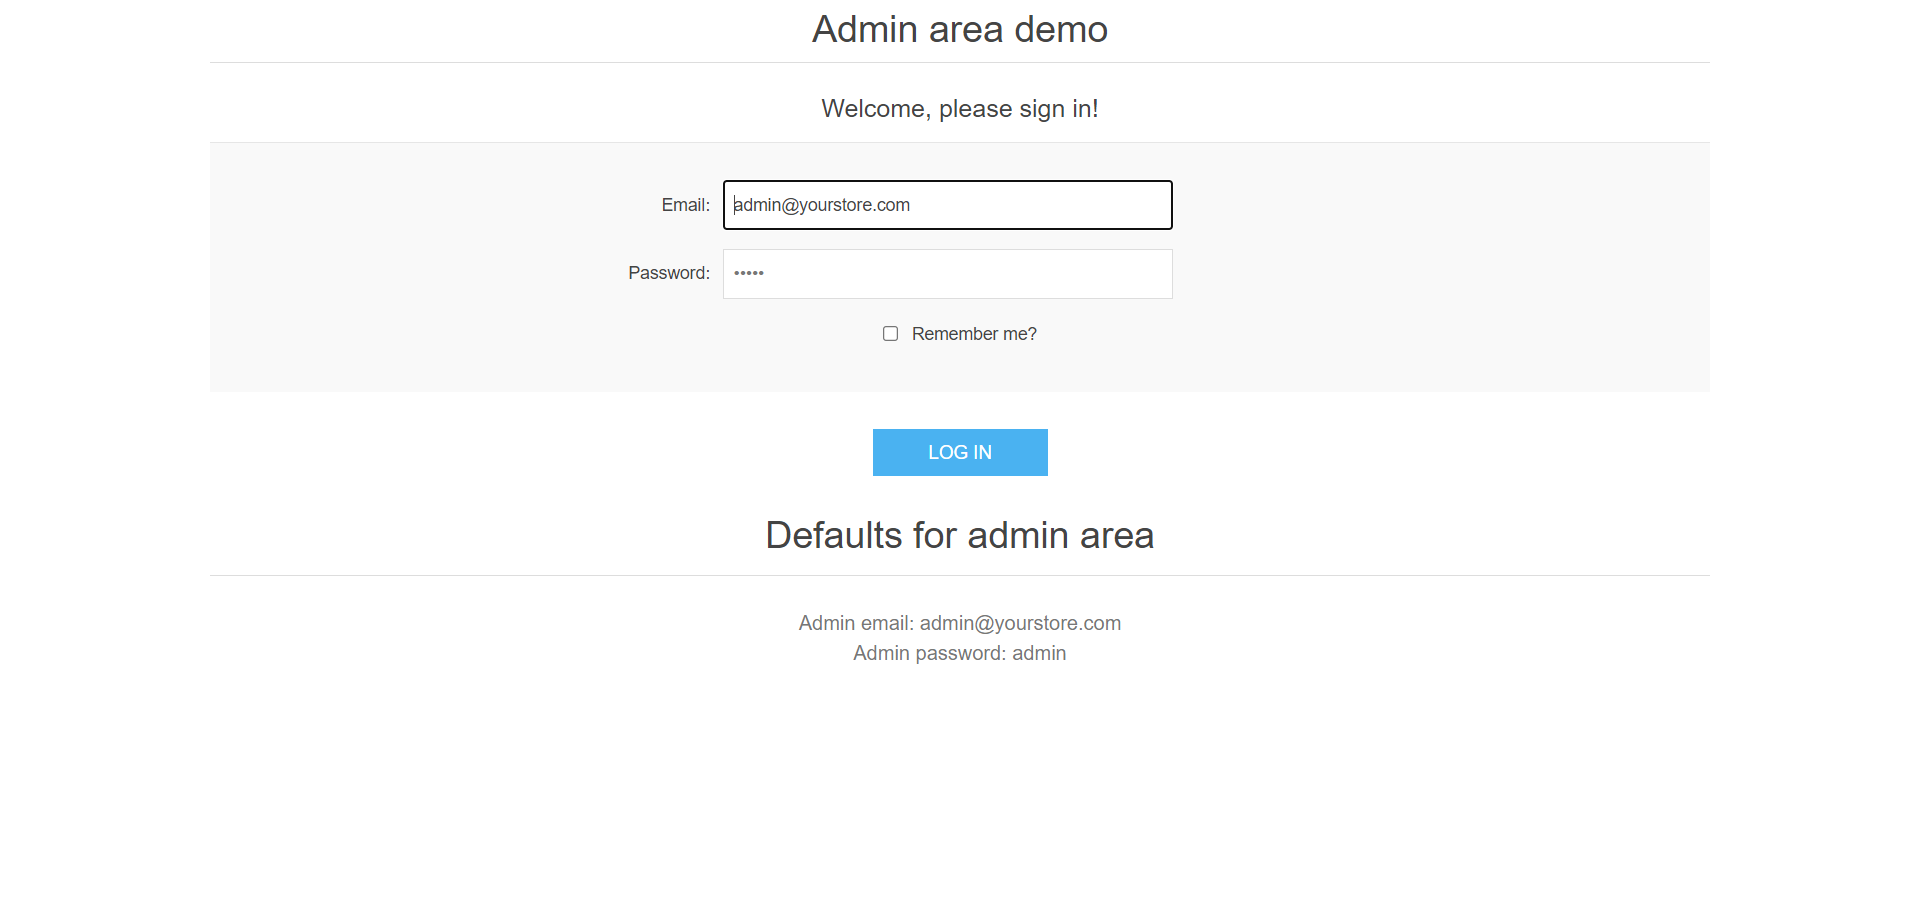 Admin area demo
Welcome, please sign in!
Email: admin@yourstore.com
Password: •••••
Remember me?
LOG IN
Defaults for admin area
Admin email: admin@yourstore.com
Admin password: admin